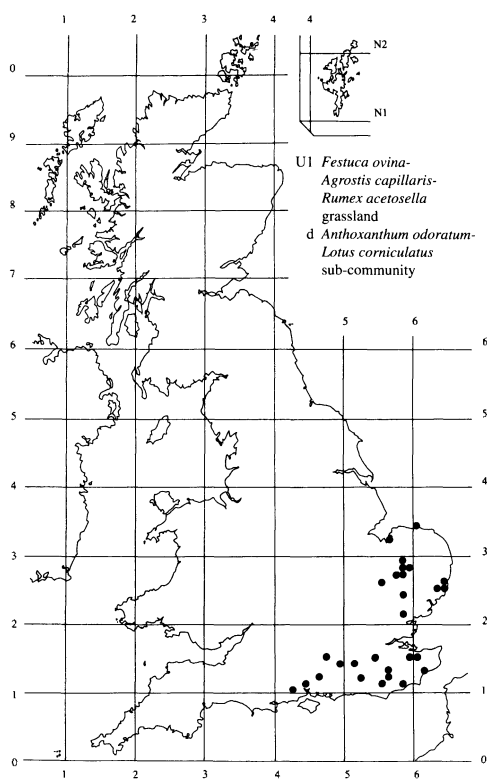 1 2 3 4
4
N2
N1
0
9
8
7
U1 Festuca ovina-
Agrostis capillaris-
Rumex acetosella
grassland
d Anthoxanthum odoratum-
Lotus corniculatus
sub-community
5 6
6 6
5 5
4 4
3 3
2 2
1 1
0 0
1 2 3 4 5 6